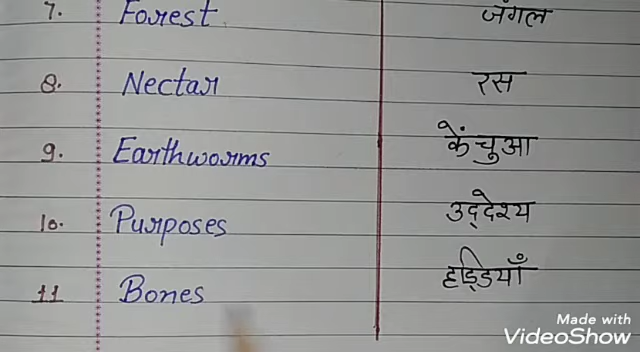 7. Forest जंगल
8. Nectar रस
9. Earthworms केंचुआ
10. Purposes उद्देश्य
11 Bones हड्डियाँ
Made with
VideoShow